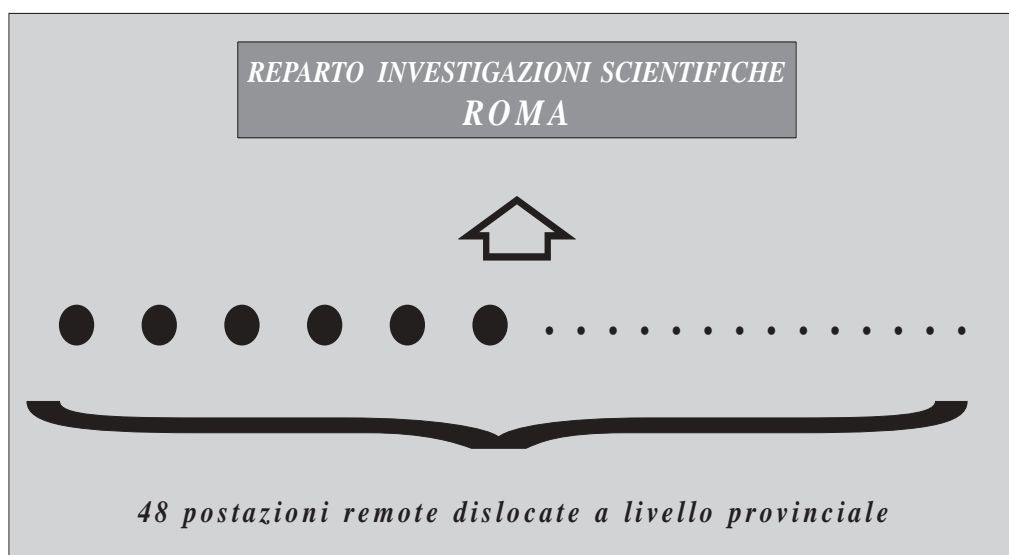 REPARTO INVESTIGAZIONI SCIENTIFICHE
ROMA
48 postazioni remote dislocate a livello provinciale